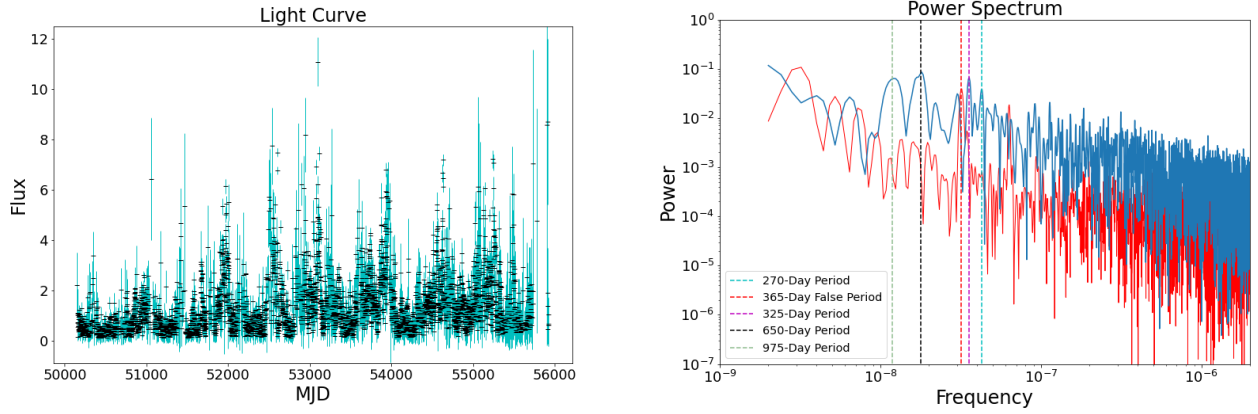 Light Curve
Flux
12
10
8
6
4
2
0
50000 51000 52000 53000 54000 55000 56000
MJD
Power Spectrum
Power
10⁰
10⁻¹
10⁻²
10⁻³
10⁻⁴
10⁻⁵
10⁻⁶
10⁻⁷
270-Day Period
365-Day False Period
325-Day Period
650-Day Period
975-Day Period
10⁻⁹ 10⁻⁸ 10⁻⁷ 10⁻⁶
Frequency